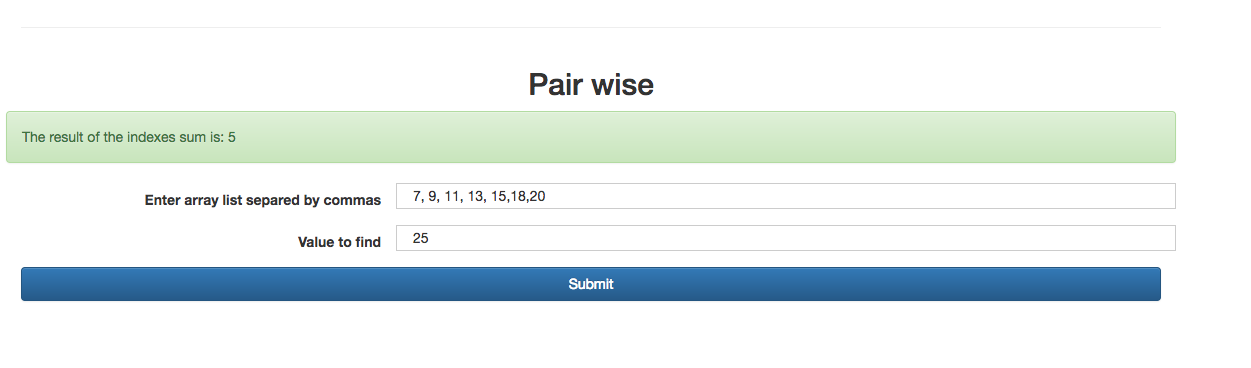 Pair wise
The result of the indexes sum is: 5
Enter array list separed by commas
7, 9, 11, 13, 15,18,20
Value to find
25
Submit